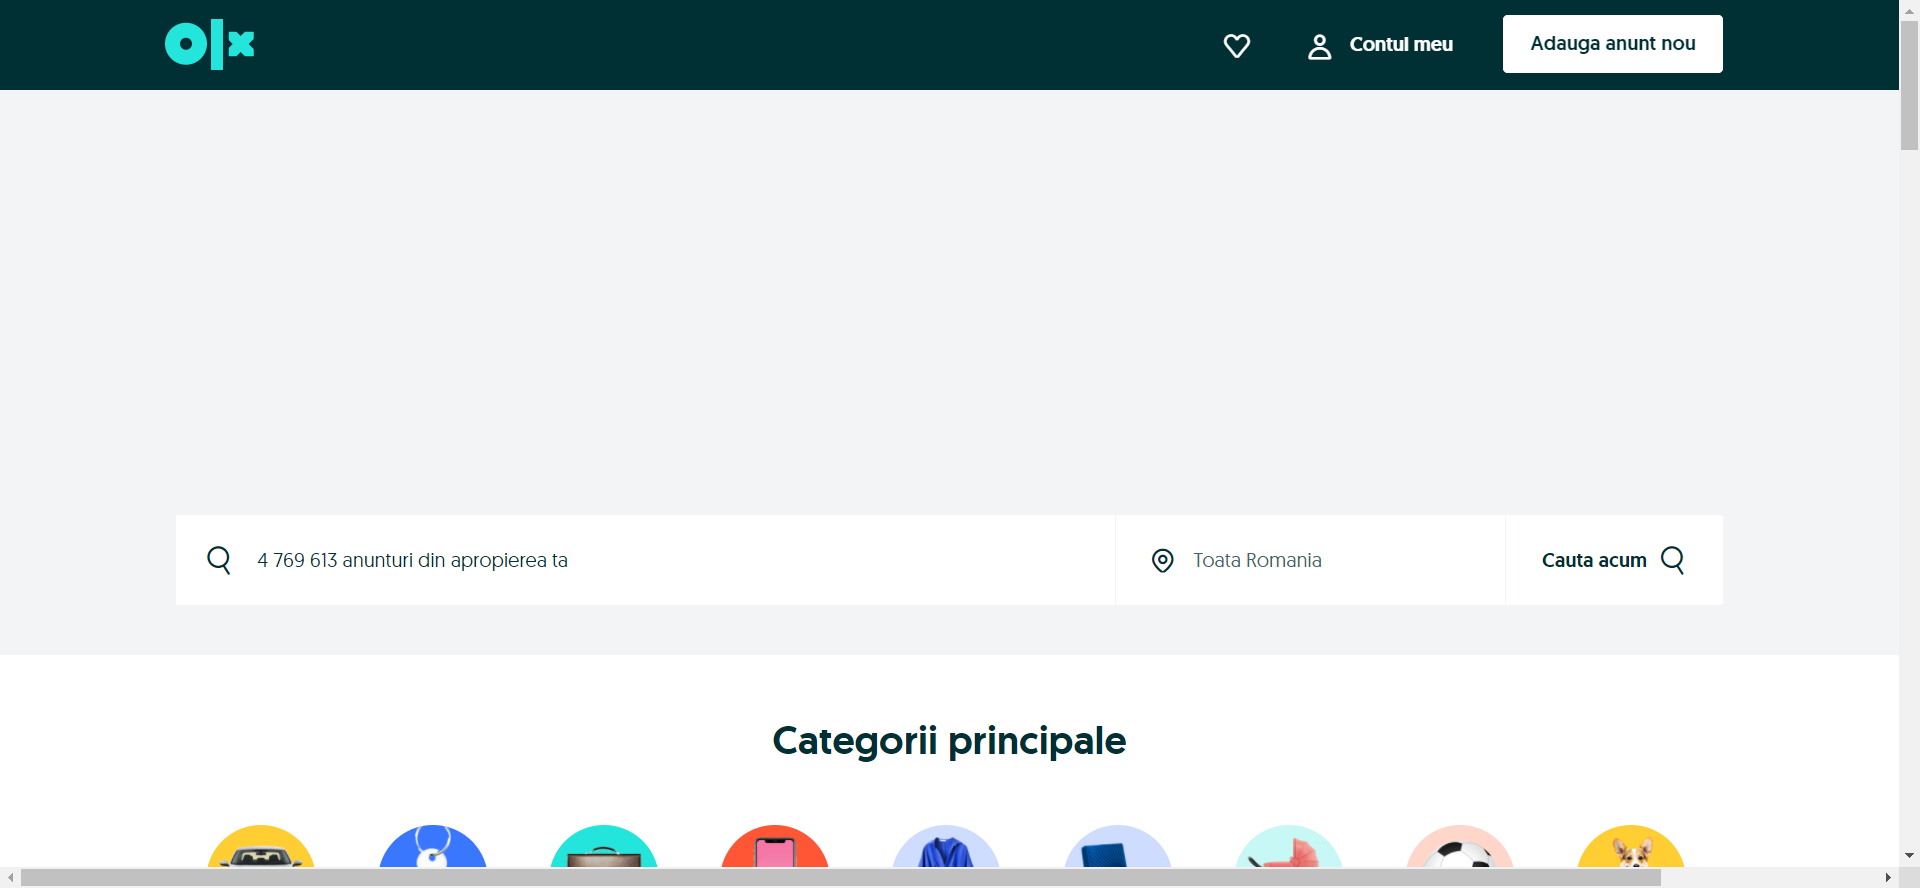 olx
Contul meu
Adauga anunt nou
4 769 613 anunturi din apropierea ta
Toata Romania
Cauta acum
Categorii principale